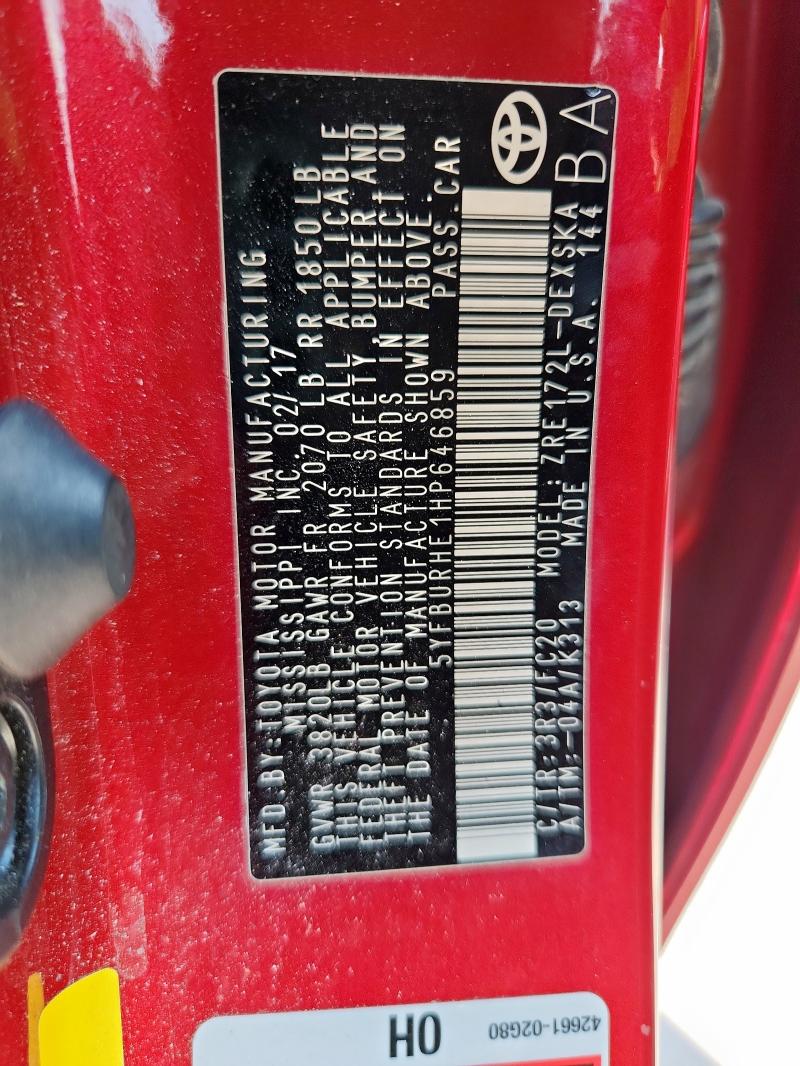 MFD.BY:TOYOTA MOTOR MANUFACTURING
MISSISSIPPI INC. 02/17
GVWR 3820LB GAWR FR 2070 LB RR 1850 LB
THIS VEHICLE CONFORMS TO ALL APPLICABLE
FEDERAL MOTOR VEHICLE SAFETY, BUMPER AND
THEFT PREVENTION STANDARDS IN EFFECT ON
THE DATE OF MANUFACTURE SHOWN ABOVE.
5YFBURHE1HP646859 PASS.CAR
C/TR:3R3/FC20 MODEL: ZRE172L-DEXSKA
A/TM:-04A/K313 MADE IN U.S.A. 144 BA
OH
42661-02G80